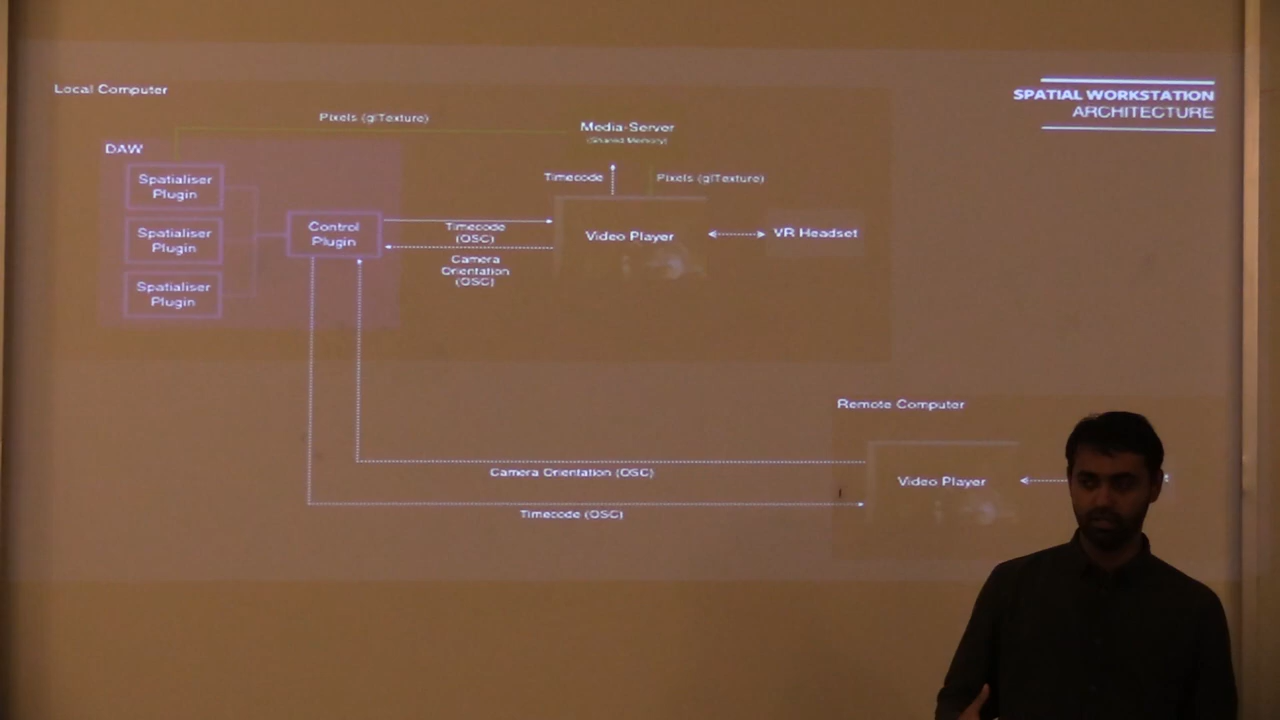 Local Computer
SPATIAL WORKSTATION
ARCHITECTURE
Pixels (glTexture)
Media-Server
(Shared Memory)
DAW
Spatialiser
Plugin
Spatialiser
Plugin
Spatialiser
Plugin
Control
Plugin
Timecode
Pixels (glTexture)
Timecode
(OSC)
Camera
Orientation
(OSC)
Video Player
VR Headset
Remote Computer
Camera Orientation (OSC)
Video Player
Timecode (OSC)